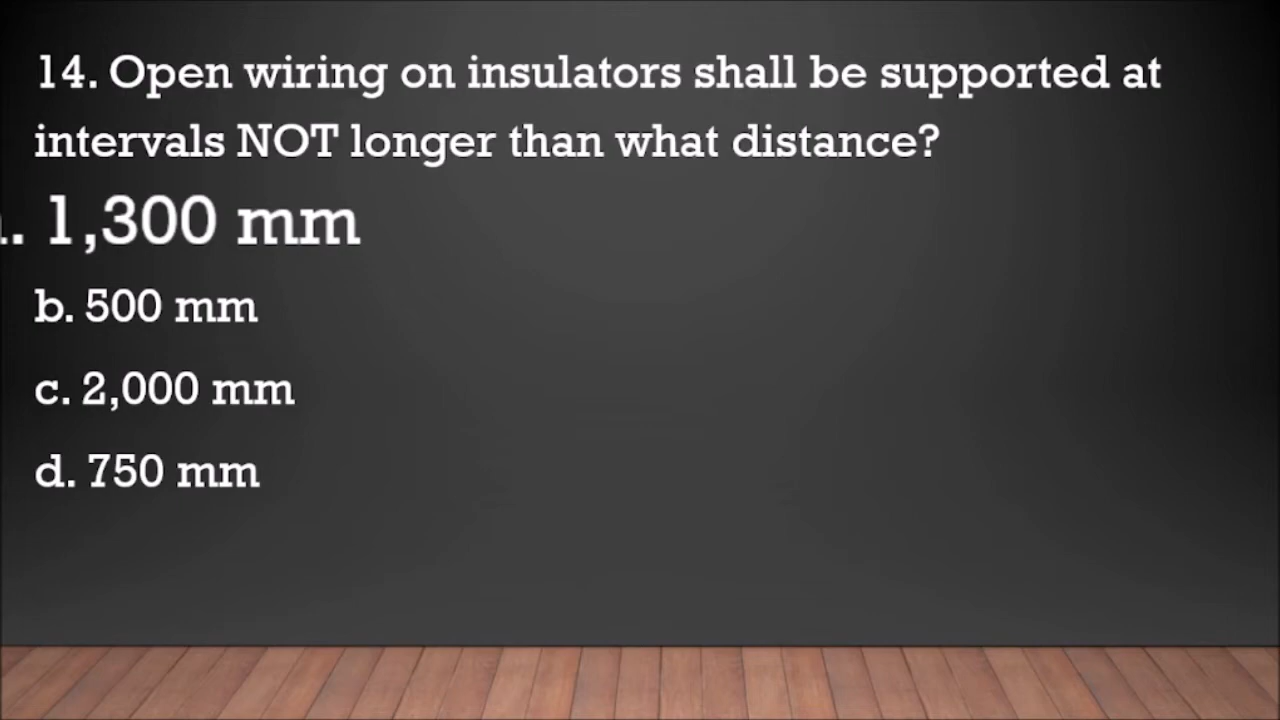 14. Open wiring on insulators shall be supported at
intervals NOT longer than what distance?
. 1,300 mm
b. 500 mm
c. 2,000 mm
d. 750 mm